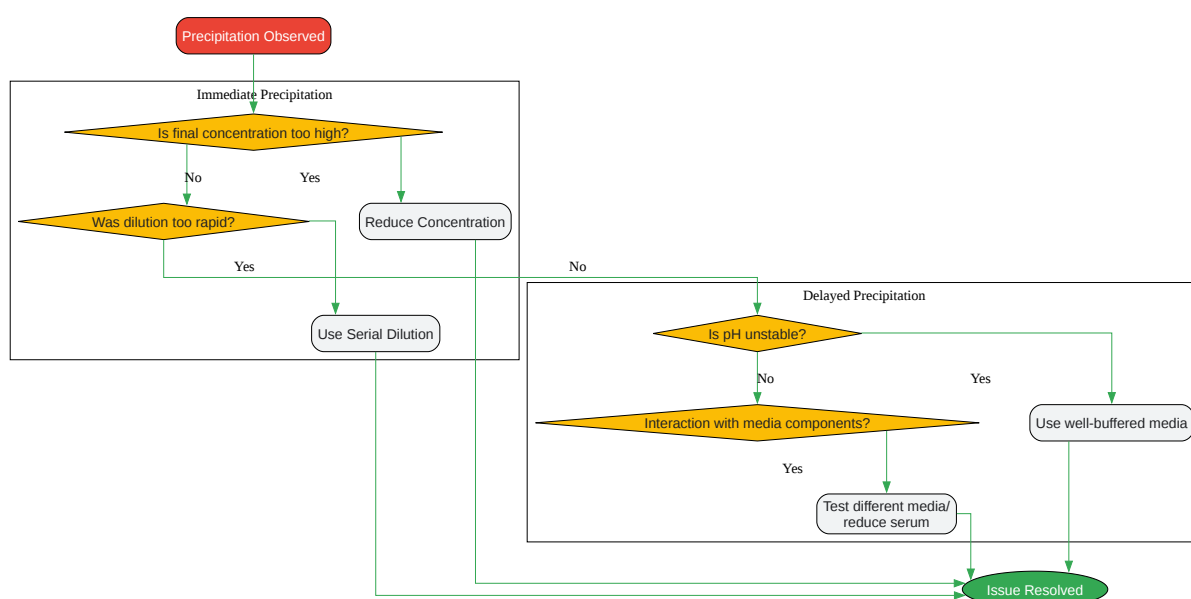 Precipitation Observed
Immediate Precipitation
Is final concentration too high?
No
Yes
Was dilution too rapid?
Reduce Concentration
Yes
No
Delayed Precipitation
Use Serial Dilution
Is pH unstable?
No
Yes
Interaction with media components?
Use well-buffered media
Yes
Test different media/
reduce serum
Issue Resolved